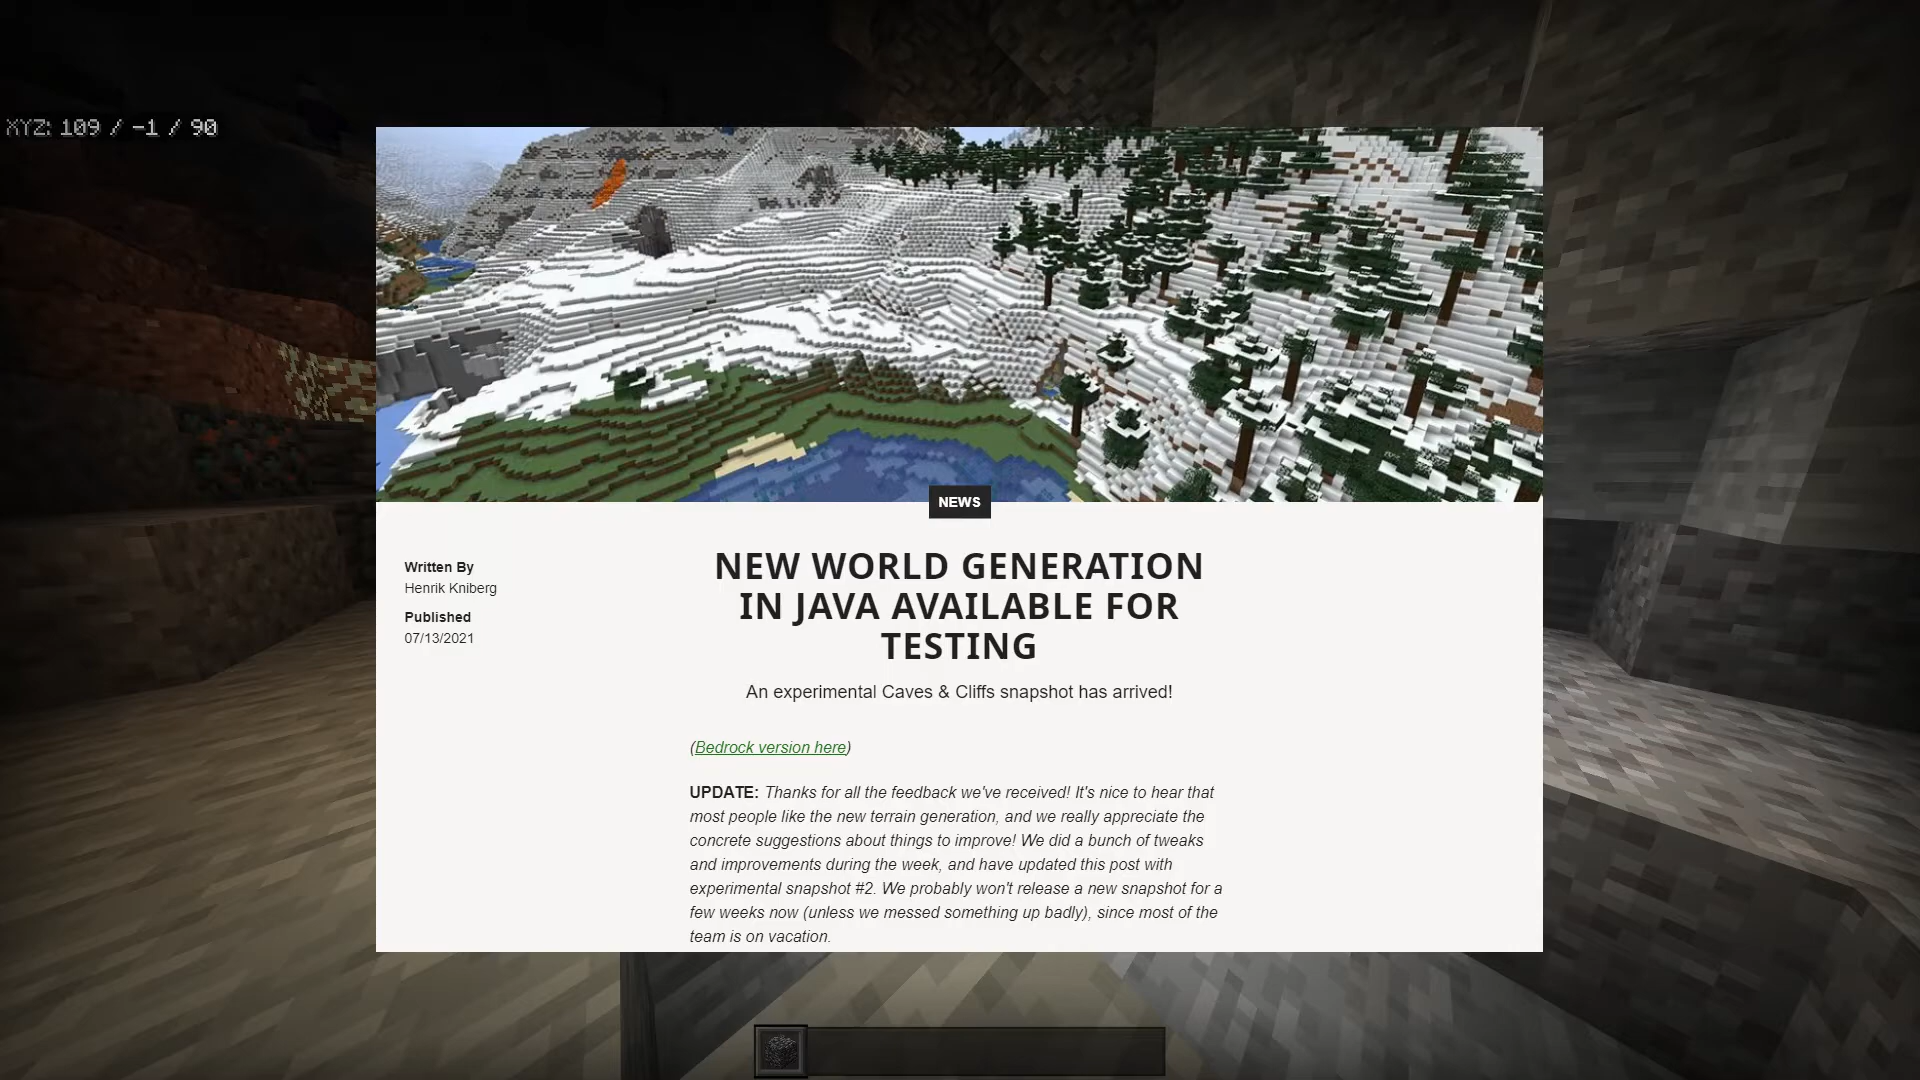 XYZ: 109 / -1 / 90
NEWS
Written By
Henrik Kniberg
Published
07/13/2021
NEW WORLD GENERATION
IN JAVA AVAILABLE FOR
TESTING
An experimental Caves & Cliffs snapshot has arrived!
(Bedrock version here)
UPDATE: Thanks for all the feedback we've received! It's nice to hear that
most people like the new terrain generation, and we really appreciate the
concrete suggestions about things to improve! We did a bunch of tweaks
and improvements during the week, and have updated this post with
experimental snapshot #2. We probably won't release a new snapshot for a
few weeks now (unless we messed something up badly), since most of the
team is on vacation.